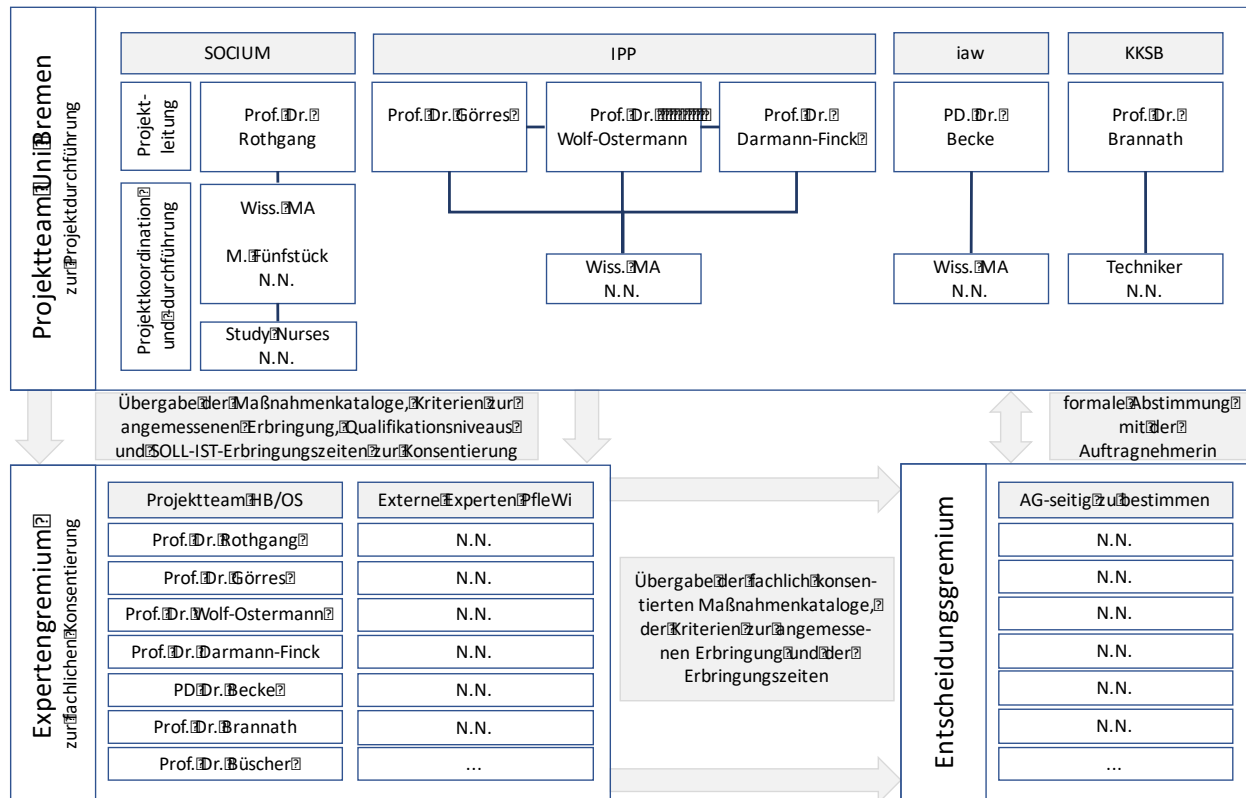 Projektteam Uni Bremen
zur Projektdurchführung
SOCIUM
IPP
iaw
KKSB
Projekt-
leitung
Prof. Dr.
Rothgang
Prof. Dr. Görres
Prof. Dr.
Wolf-Ostermann
Prof. Dr.
Darmann-Finck
PD. Dr.
Becke
Prof. Dr.
Brannath
Projektkoordination
und -durchführung
Wiss. MA
M. Fünfstück
N.N.
Study Nurses
N.N.
Wiss. MA
N.N.
Wiss. MA
N.N.
Techniker
N.N.
Übergabe der Maßnahmenkataloge, Kriterien zur
angemessenen Erbringung, Qualifikationsniveaus
und SOLL-IST-Erbringungszeiten zur Konsentierung
formale Abstimmung
mit der
Auftragnehmerin
Expertengremium
zur fachlichen Konsentierung
Projektteam HB/OS
Prof. Dr. Rothgang
Prof. Dr. Görres
Prof. Dr. Wolf-Ostermann
Prof. Dr. Darmann-Finck
PD Dr. Becke
Prof. Dr. Brannath
Prof. Dr. Büscher
Externe Experten PfleWi
N.N.
N.N.
N.N.
N.N.
N.N.
N.N.
...
Übergabe der fachlich konsen-
tierten Maßnahmenkataloge,
der Kriterien zur angemesse-
nen Erbringung und der
Erbringungszeiten
Entscheidungsgremium
AG-seitig zu bestimmen
N.N.
N.N.
N.N.
N.N.
N.N.
N.N.
...